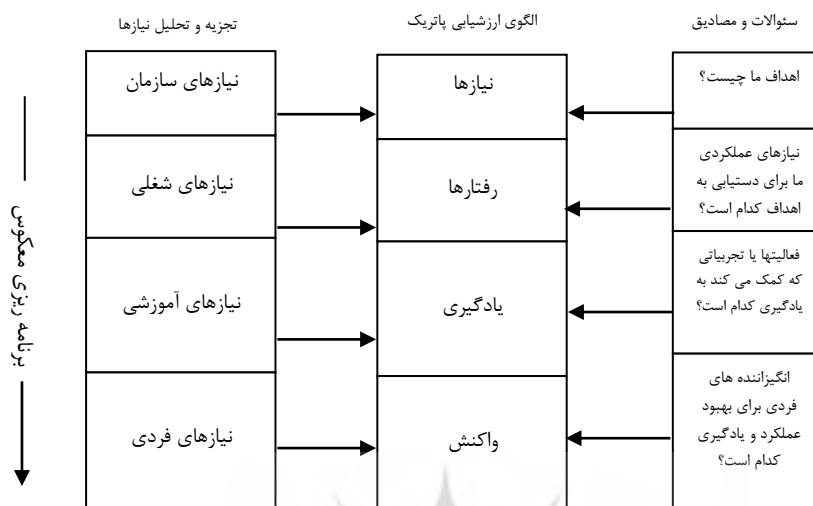 سئوالات و مصادیق
الگوی ارزشیابی پاتریک
تجزیه و تحلیل نیازها
اهداف ما چیست؟
نیازها
نیازهای سازمان
نیازهای عملکردی
ما برای دستیابی به
اهداف کدام است؟
رفتارها
نیازهای شغلی
فعالیتها یا تجربیاتی
که کمک می کند به
یادگیری کدام است؟
یادگیری
نیازهای آموزشی
انگیزاننده های
فردی برای بهبود
عملکرد و یادگیری
کدام است؟
واکنش
نیازهای فردی
برنامه ریزی معکوس